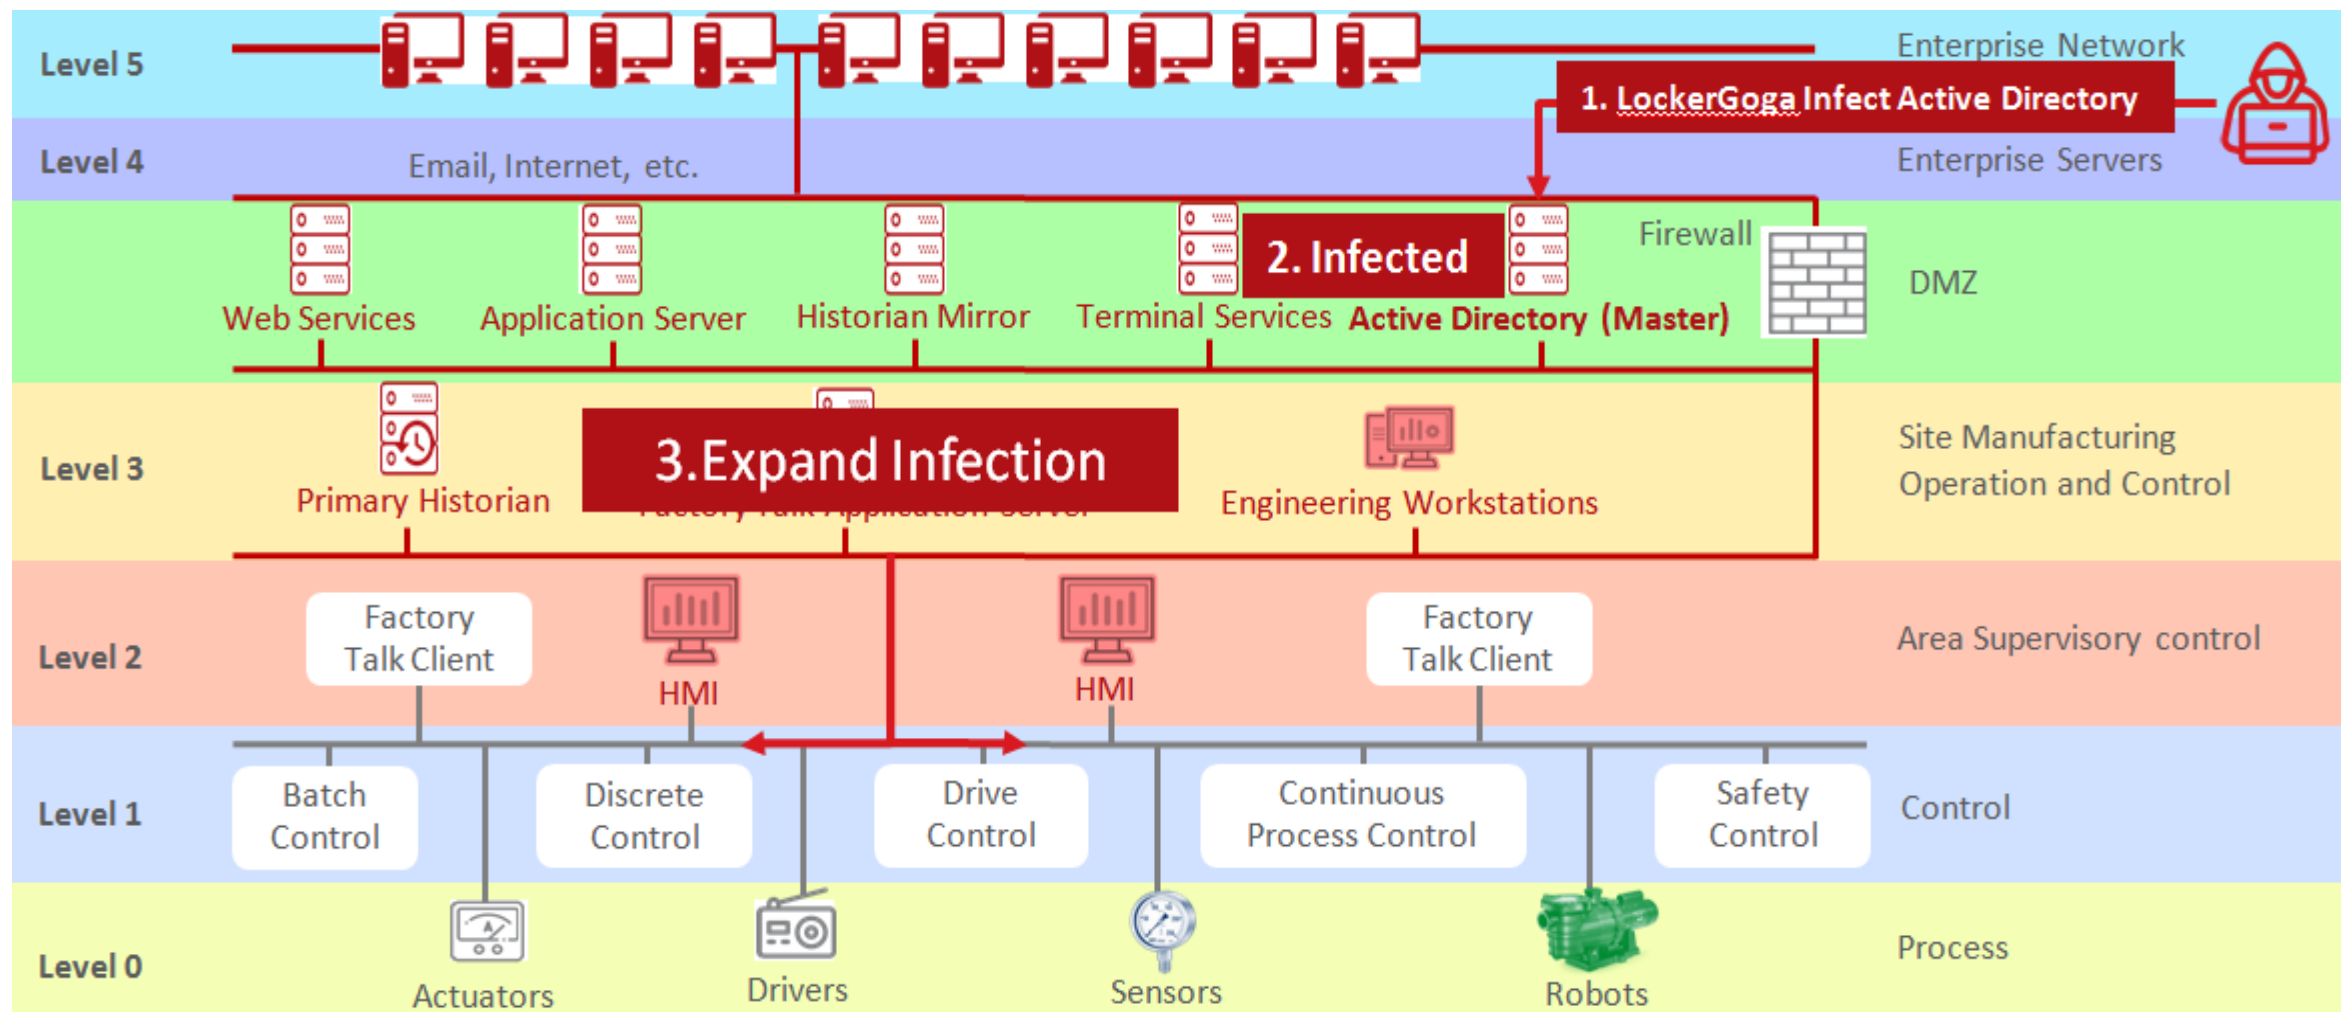 Level 5
Enterprise Network
1. LockerGoga Infect Active Directory
Level 4
Email, Internet, etc.
Enterprise Servers
2. Infected
Firewall
DMZ
Web Services
Application Server
Historian Mirror
Terminal Services
Active Directory (Master)
Level 3
3.Expand Infection
Site Manufacturing
Operation and Control
Primary Historian
Factory Talk Application Server
Engineering Workstations
Level 2
Factory
Talk Client
HMI
HMI
Factory
Talk Client
Area Supervisory control
Level 1
Batch
Control
Discrete
Control
Drive
Control
Continuous
Process Control
Safety
Control
Control
Level 0
Actuators
Drivers
Sensors
Robots
Process